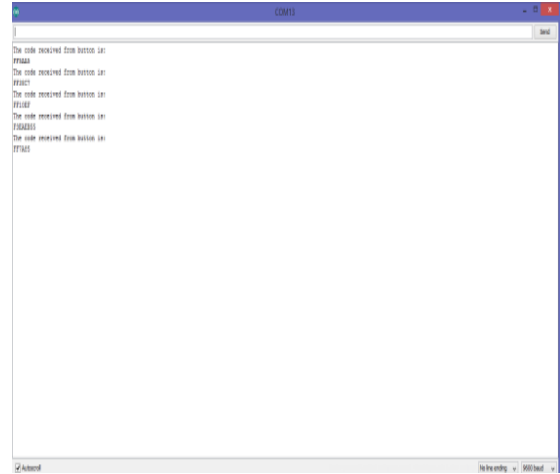 COM13
Send
The code received from button is:
The code received from button is:
The code received from button is:
FF10EF
The code received from button is:
The code received from button is:
Autoscroll
No line ending
9600 baud